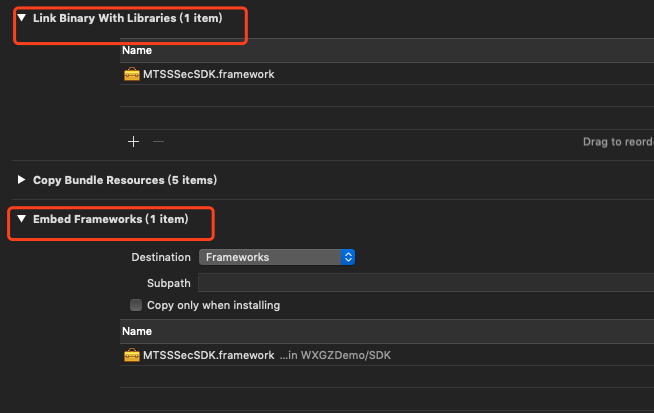 Link Binary With Libraries (1 item)
Name
MTSSSecSDK.framework
Drag to reord
Copy Bundle Resources (5 items)
Embed Frameworks (1 item)
Destination Frameworks
Subpath
Copy only when installing
Name
MTSSSecSDK.framework ...in WXGZDemo/SDK